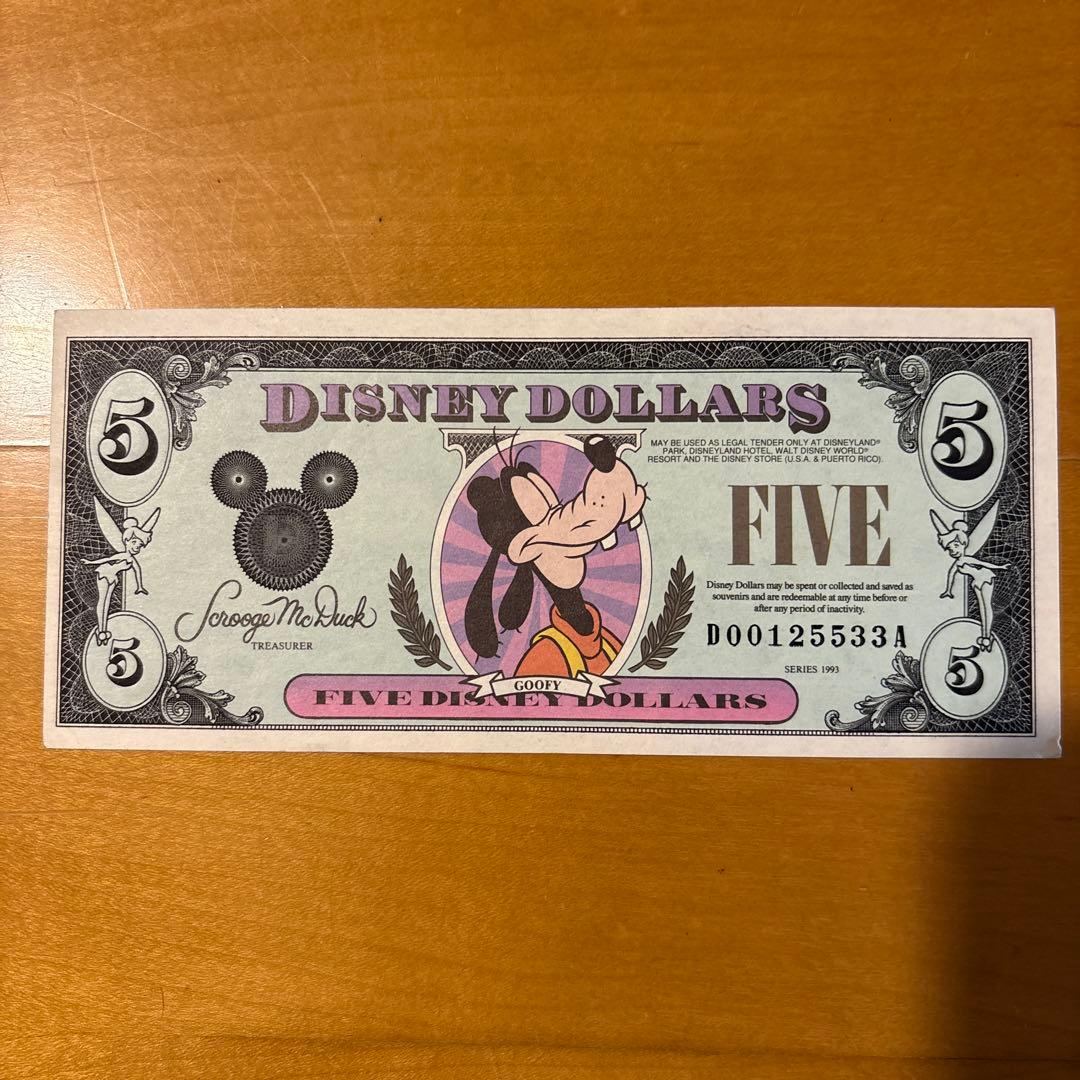 DISNEY DOLLARS
5
5
MAY BE USED AS LEGAL TENDER ONLY AT DISNEYLAND®
PARK, DISNEYLAND HOTEL, WALT DISNEY WORLD®
RESORT AND THE DISNEY STORE (U.S.A. & PUERTO RICO).
FIVE
Disney Dollars may be spent or collected and saved as
souvenirs and are redeemable at any time before or
after any period of inactivity.
Scrooge McDuck
TREASURER
D00125533A
SERIES 1993
5
5
GOOFY
FIVE DISNEY DOLLARS